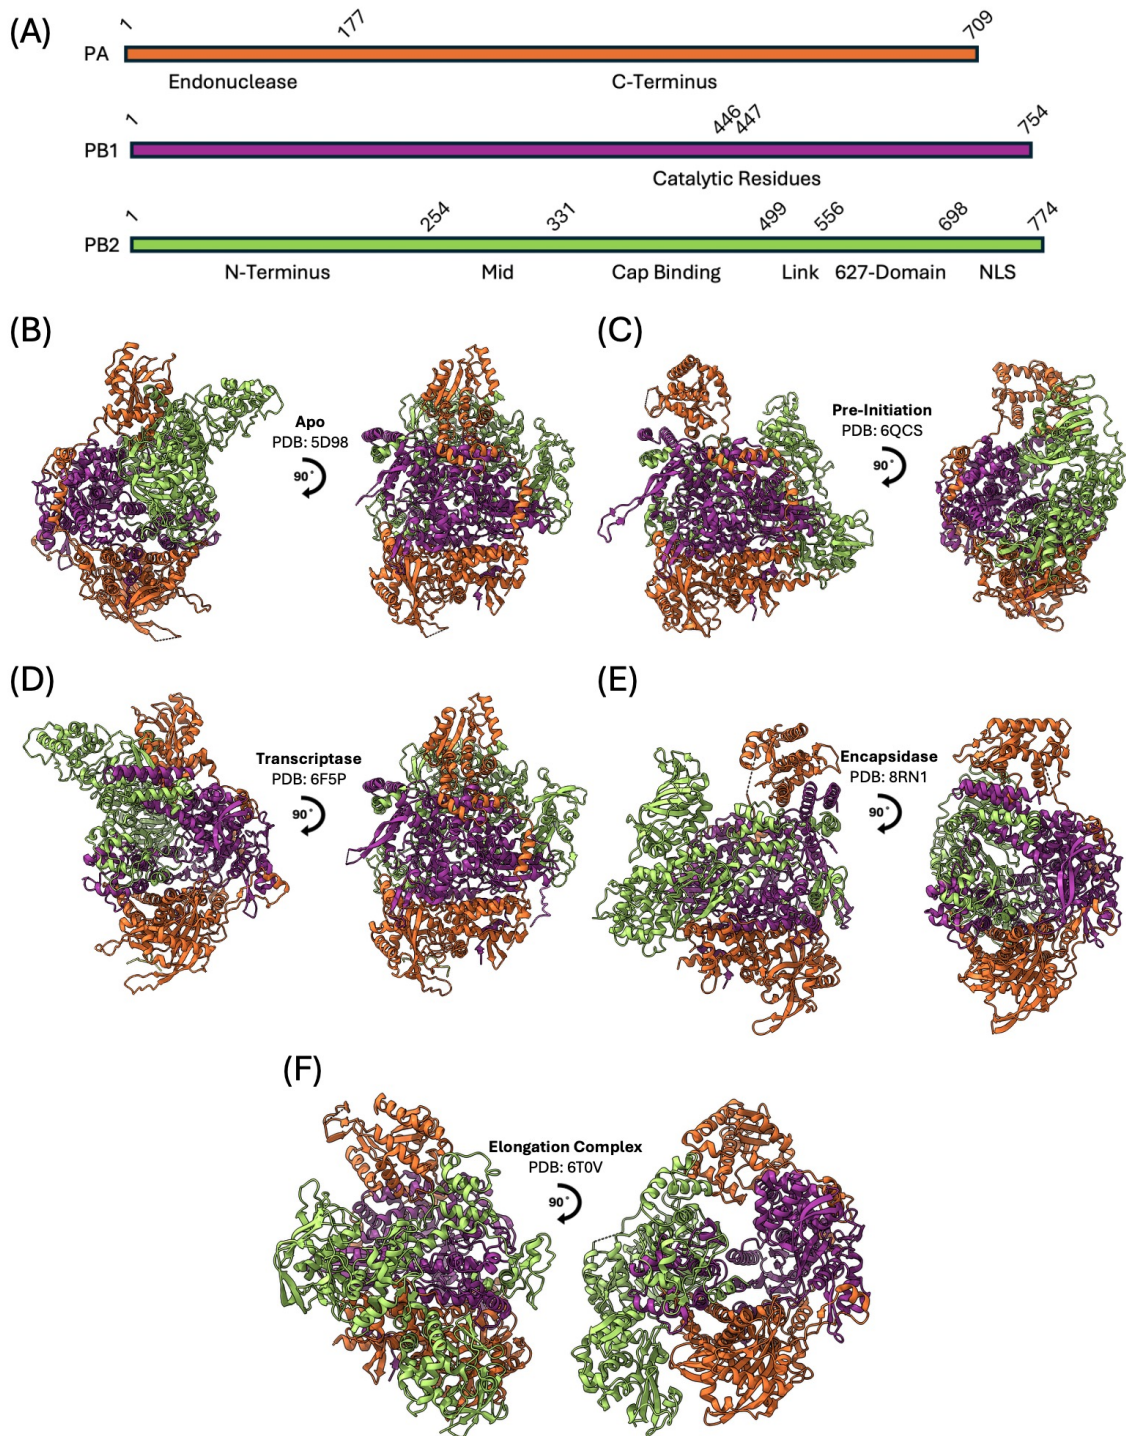 (A)
1 177 709
PA
Endonuclease C-Terminus
1 446 447 754
PB1
Catalytic Residues
1 254 331 499 556 698 774
PB2
N-Terminus Mid Cap Binding Link 627-Domain NLS
(B)
Apo
PDB: 5D98
90°
(C)
Pre-Initiation
PDB: 6QCS
90°
(D)
Transcriptase
PDB: 6F5P
90°
(E)
Encapsidase
PDB: 8RN1
90°
(F)
Elongation Complex
PDB: 6T0V
90°